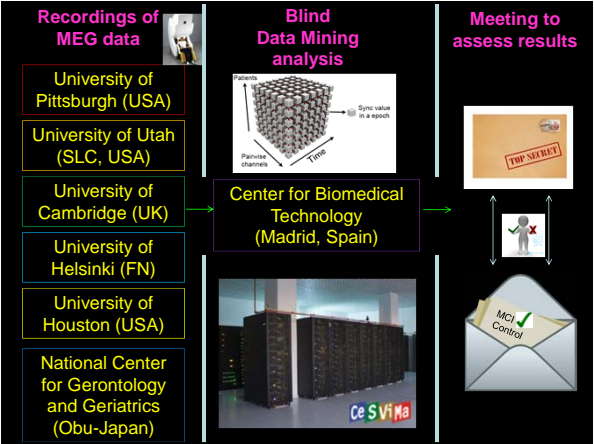 Recordings of
MEG data
University of
Pittsburgh (USA)
University of Utah
(SLC, USA)
University of
Cambridge (UK)
University of
Helsinki (FN)
University of
Houston (USA)
National Center
for Gerontology
and Geriatrics
(Obu-Japan)
Blind
Data Mining
analysis
Patients
Sync value
in a epoch
Pairwise
channels
Time
Center for Biomedical
Technology
(Madrid, Spain)
CeSViMa
Meeting to
assess results
TOP SECRET
MCI
Control